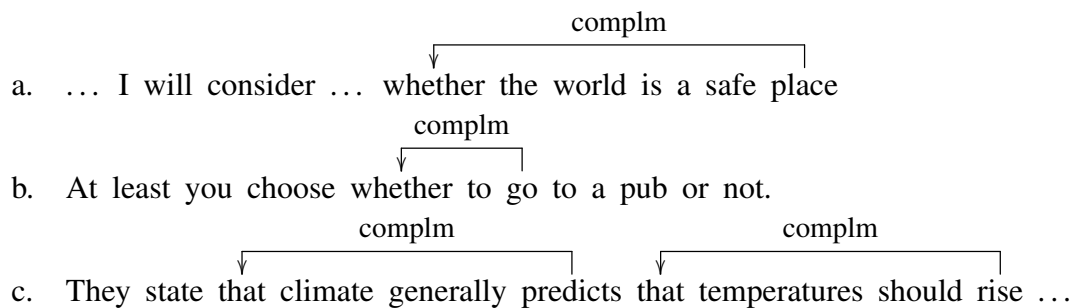 complm
a. … I will consider … whether the world is a safe place
complm
b. At least you choose whether to go to a pub or not.
complm complm
c. They state that climate generally predicts that temperatures should rise …